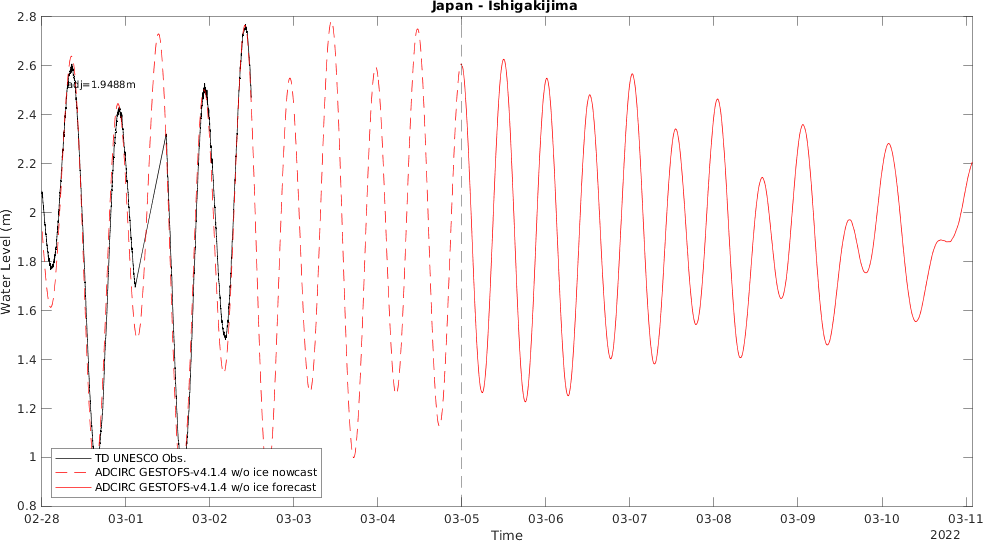 Japan - Ishigakijima
2.8
2.6
2.4
2.2
2
1.8
1.6
1.4
1.2
1
0.8
Water Level (m)
adj=1.9488m
TD UNESCO Obs.
ADCIRC GESTOFS-v4.1.4 w/o ice nowcast
ADCIRC GESTOFS-v4.1.4 w/o ice forecast
02-28 03-01 03-02 03-03 03-04 03-05 03-06 03-07 03-08 03-09 03-10 03-11
Time
2022